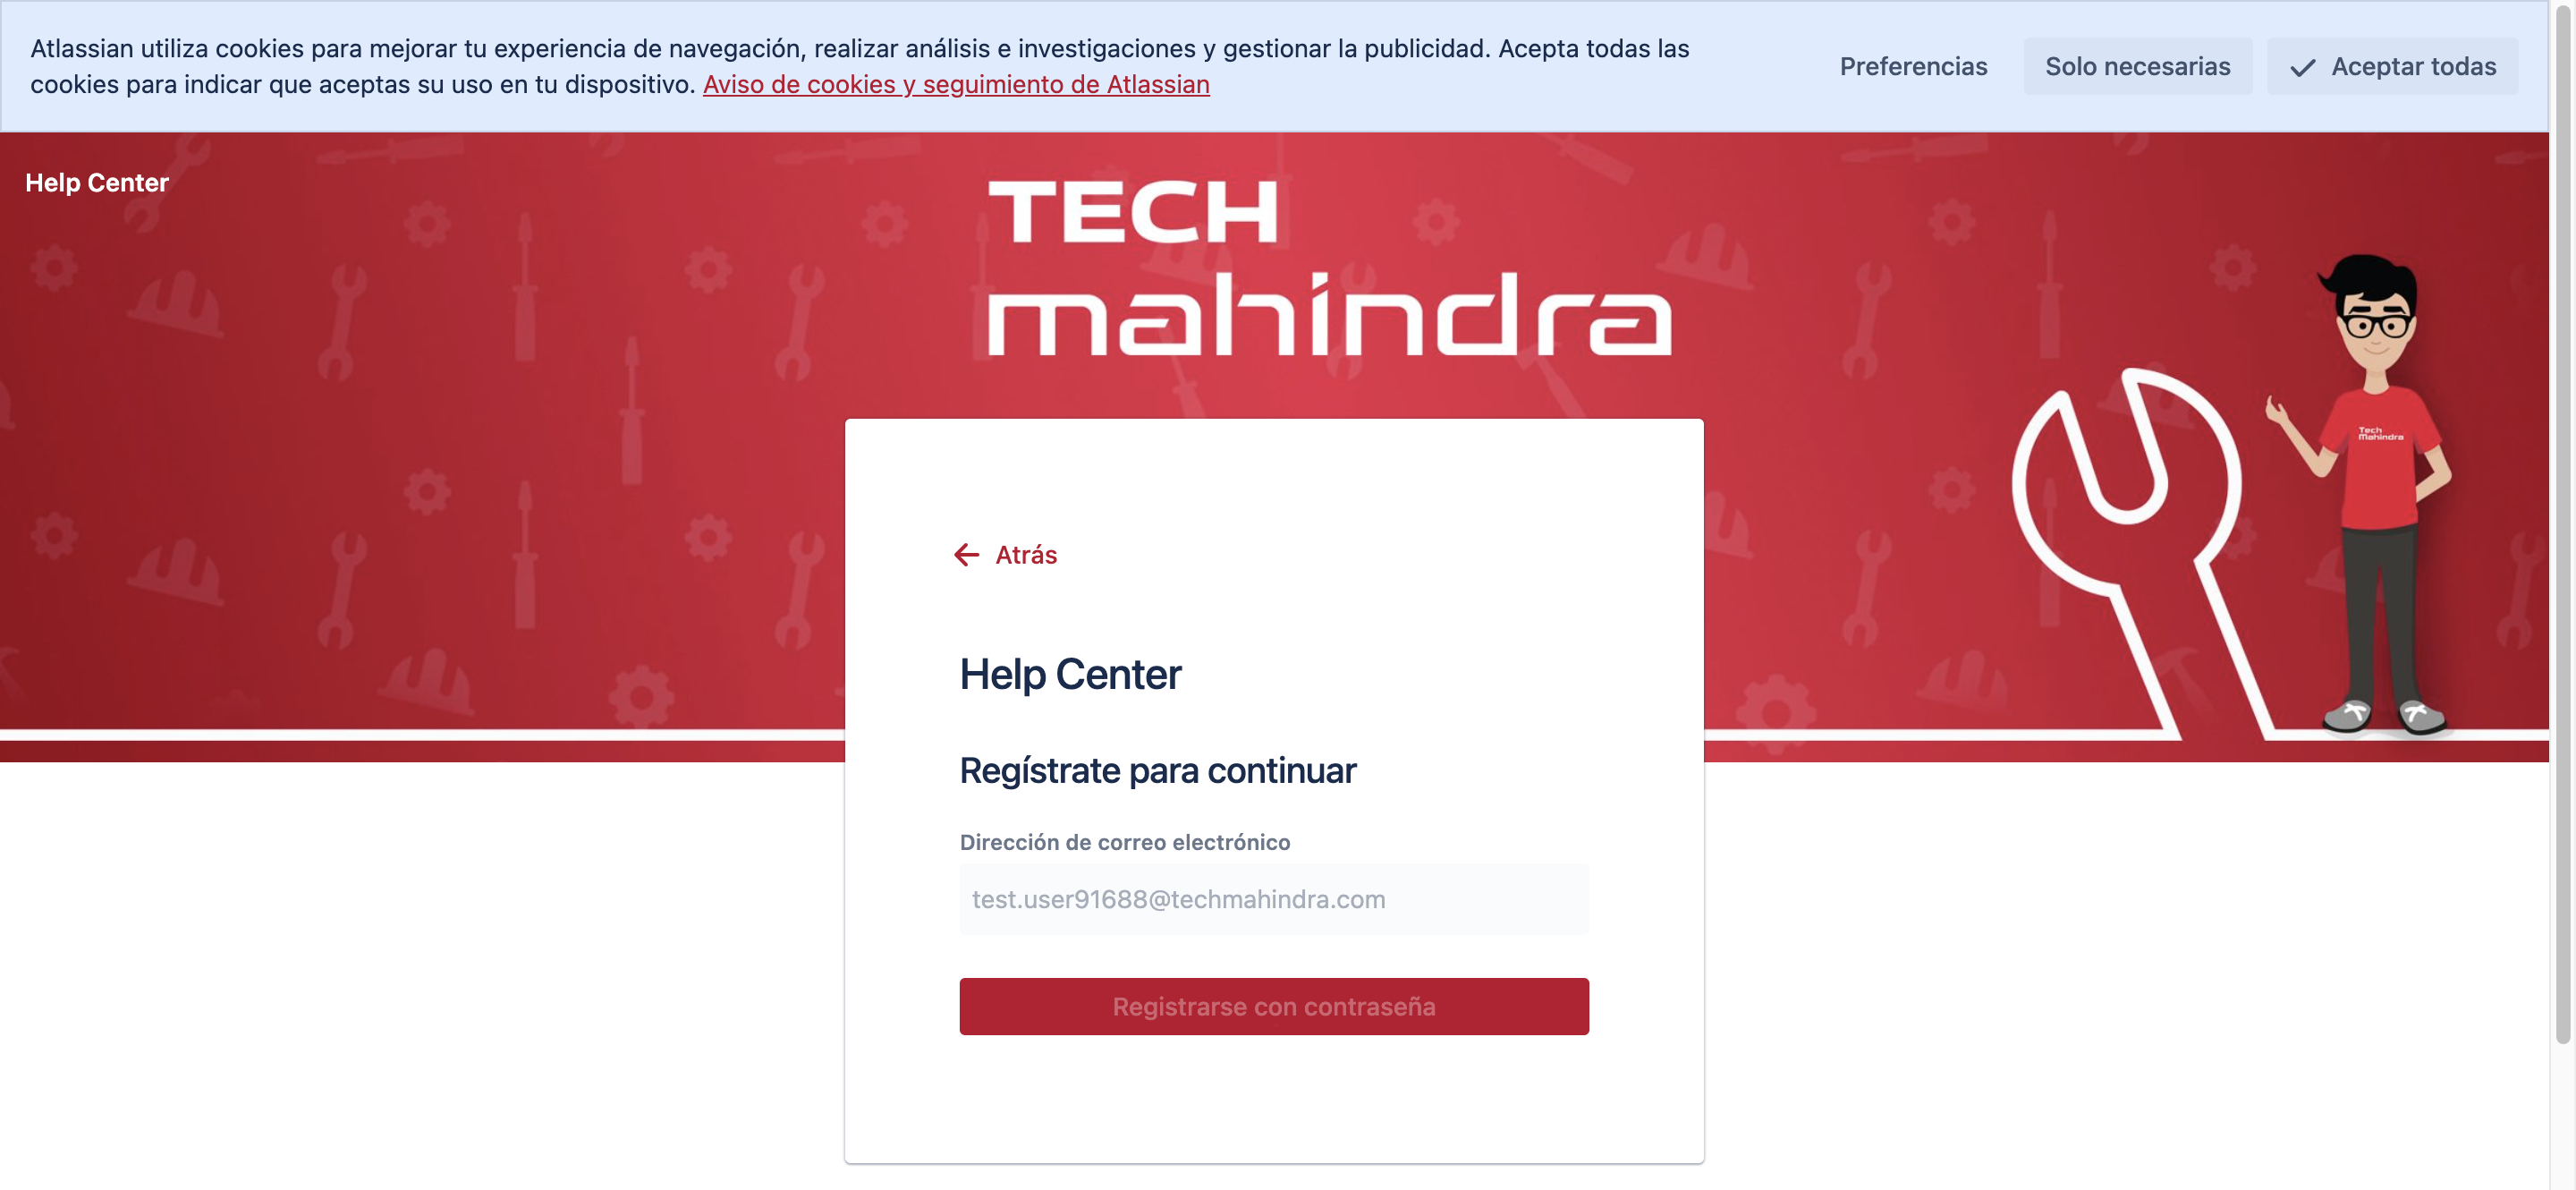 Atlassian utiliza cookies para mejorar tu experiencia de navegación, realizar análisis e investigaciones y gestionar la publicidad. Acepta todas las
cookies para indicar que aceptas su uso en tu dispositivo. Aviso de cookies y seguimiento de Atlassian
Preferencias
Solo necesarias
Aceptar todas
Help Center
TECH
mahindra
Tech
Mahindra
Atrás
Help Center
Regístrate para continuar
Dirección de correo electrónico
test.user91688@techmahindra.com
Registrarse con contraseña